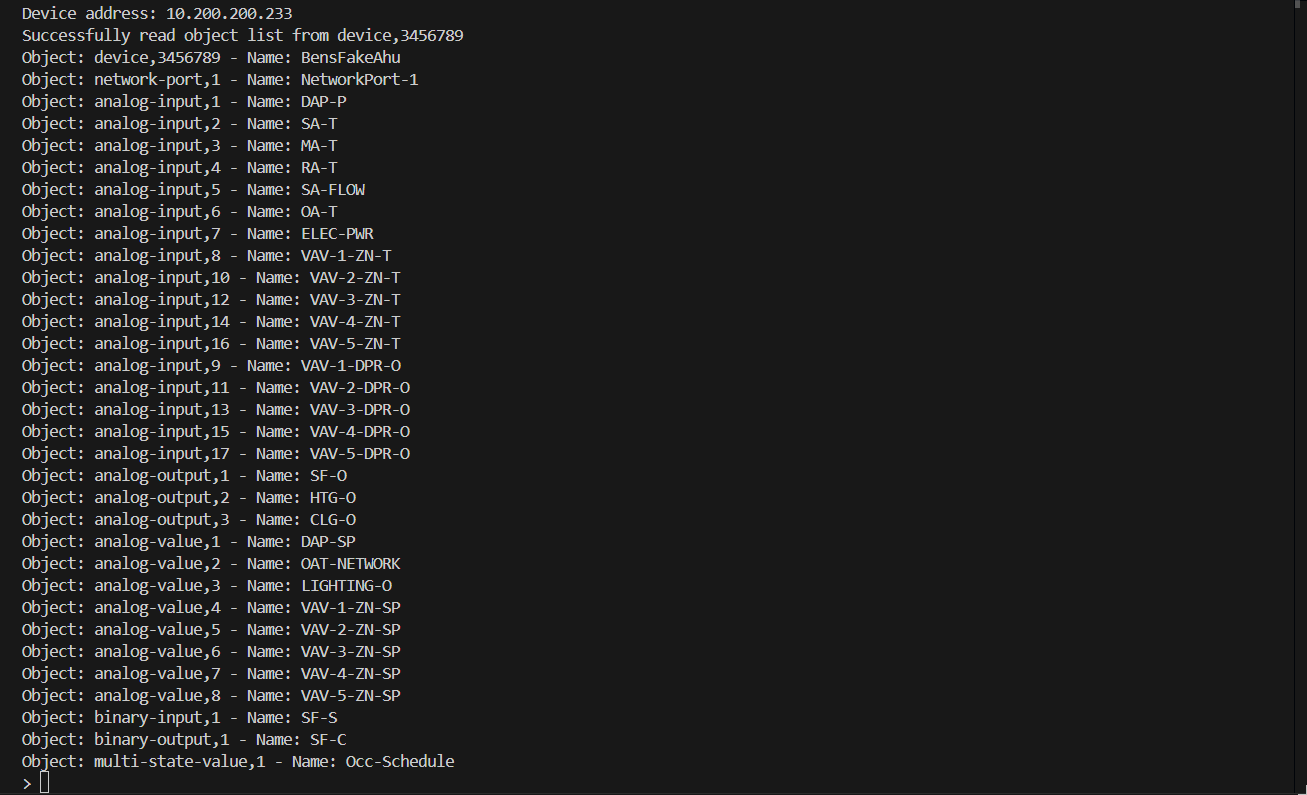 Device address: 10.200.200.233
Successfully read object list from device,3456789
Object: device,3456789 - Name: BensFakeAhu
Object: network-port,1 - Name: NetworkPort-1
Object: analog-input,1 - Name: DAP-P
Object: analog-input,2 - Name: SA-T
Object: analog-input,3 - Name: MA-T
Object: analog-input,4 - Name: RA-T
Object: analog-input,5 - Name: SA-FLOW
Object: analog-input,6 - Name: OA-T
Object: analog-input,7 - Name: ELEC-PWR
Object: analog-input,8 - Name: VAV-1-ZN-T
Object: analog-input,10 - Name: VAV-2-ZN-T
Object: analog-input,12 - Name: VAV-3-ZN-T
Object: analog-input,14 - Name: VAV-4-ZN-T
Object: analog-input,16 - Name: VAV-5-ZN-T
Object: analog-input,9 - Name: VAV-1-DPR-O
Object: analog-input,11 - Name: VAV-2-DPR-O
Object: analog-input,13 - Name: VAV-3-DPR-O
Object: analog-input,15 - Name: VAV-4-DPR-O
Object: analog-input,17 - Name: VAV-5-DPR-O
Object: analog-output,1 - Name: SF-O
Object: analog-output,2 - Name: HTG-O
Object: analog-output,3 - Name: CLG-O
Object: analog-value,1 - Name: DAP-SP
Object: analog-value,2 - Name: OAT-NETWORK
Object: analog-value,3 - Name: LIGHTING-O
Object: analog-value,4 - Name: VAV-1-ZN-SP
Object: analog-value,5 - Name: VAV-2-ZN-SP
Object: analog-value,6 - Name: VAV-3-ZN-SP
Object: analog-value,7 - Name: VAV-4-ZN-SP
Object: analog-value,8 - Name: VAV-5-ZN-SP
Object: binary-input,1 - Name: SF-S
Object: binary-output,1 - Name: SF-C
Object: multi-state-value,1 - Name: Occ-Schedule
>